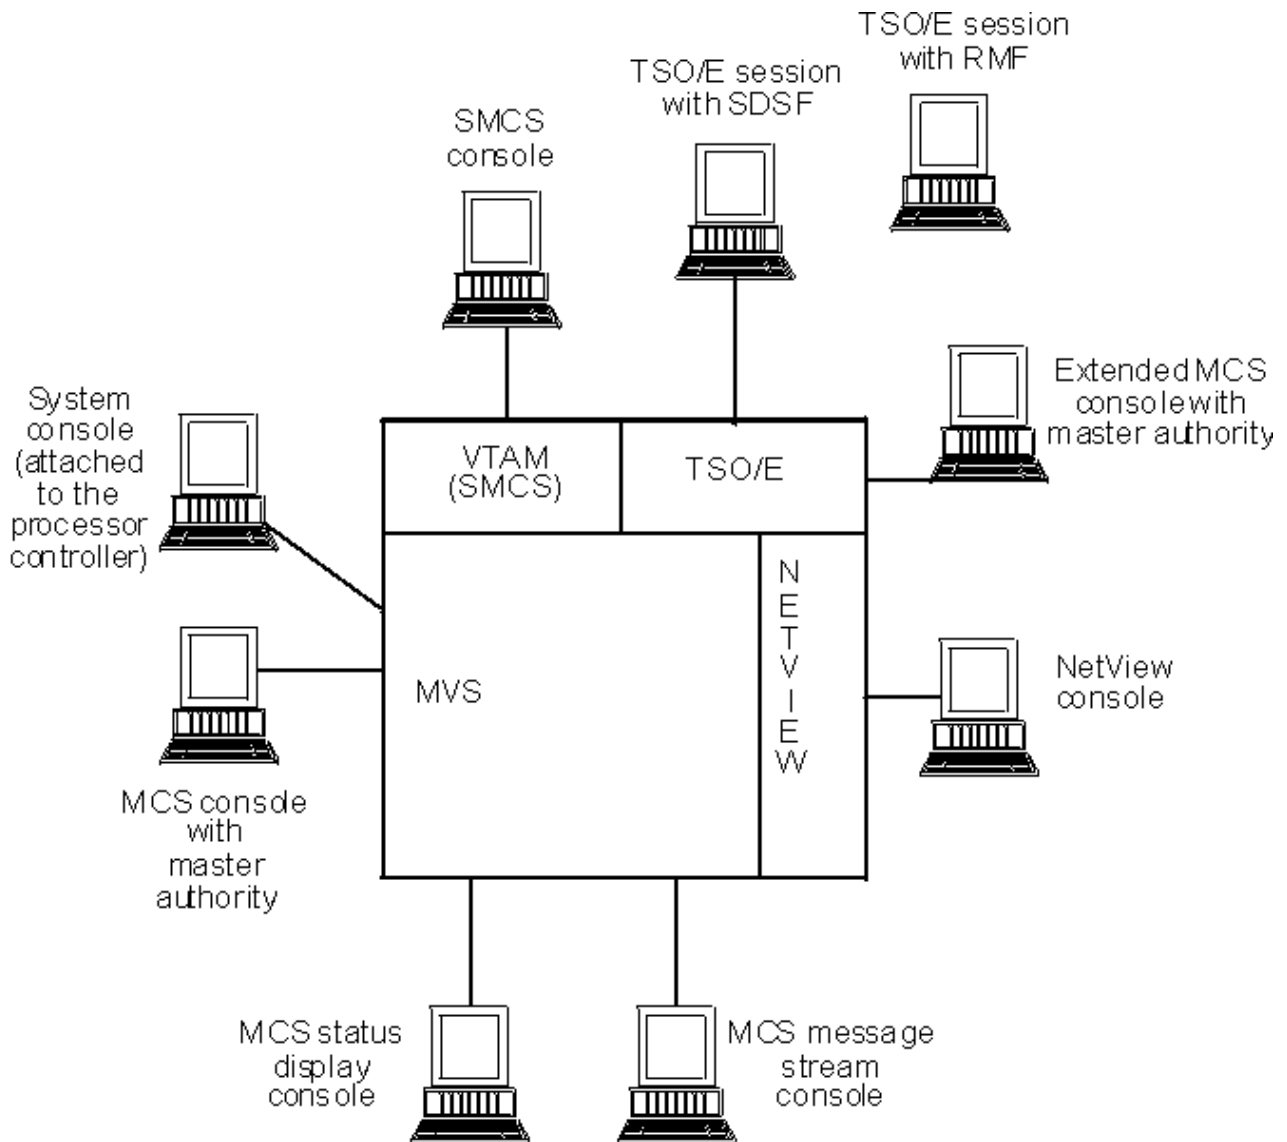 TSO/E session
with RMF
TSO/E session
with SDSF
SMCS
console
Extended MCS
console with
master authority
System
console
(attached
to the
processor
controller)
VTAM
(SMCS)
TSO/E
NETVIEW
MVS
NetView
console
MCS console
with
master
authority
MCS status
display
console
MCS message
stream
console